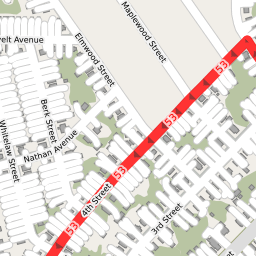 Maplewood Street
Elmwood Street
velt Avenue
53
Berk Street
Whitelaw Street
53
Nathan Avenue
53
4th Street
3rd Street
53